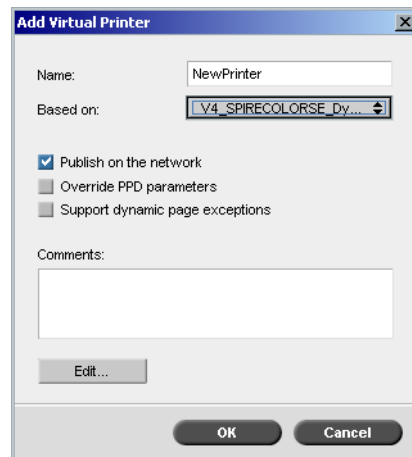 Add Virtual Printer
Name: NewPrinter
Based on: V4_SPIRECOLORSE_Dy...
Publish on the network
Override PPD parameters
Support dynamic page exceptions
Comments:
Edit...
OK Cancel